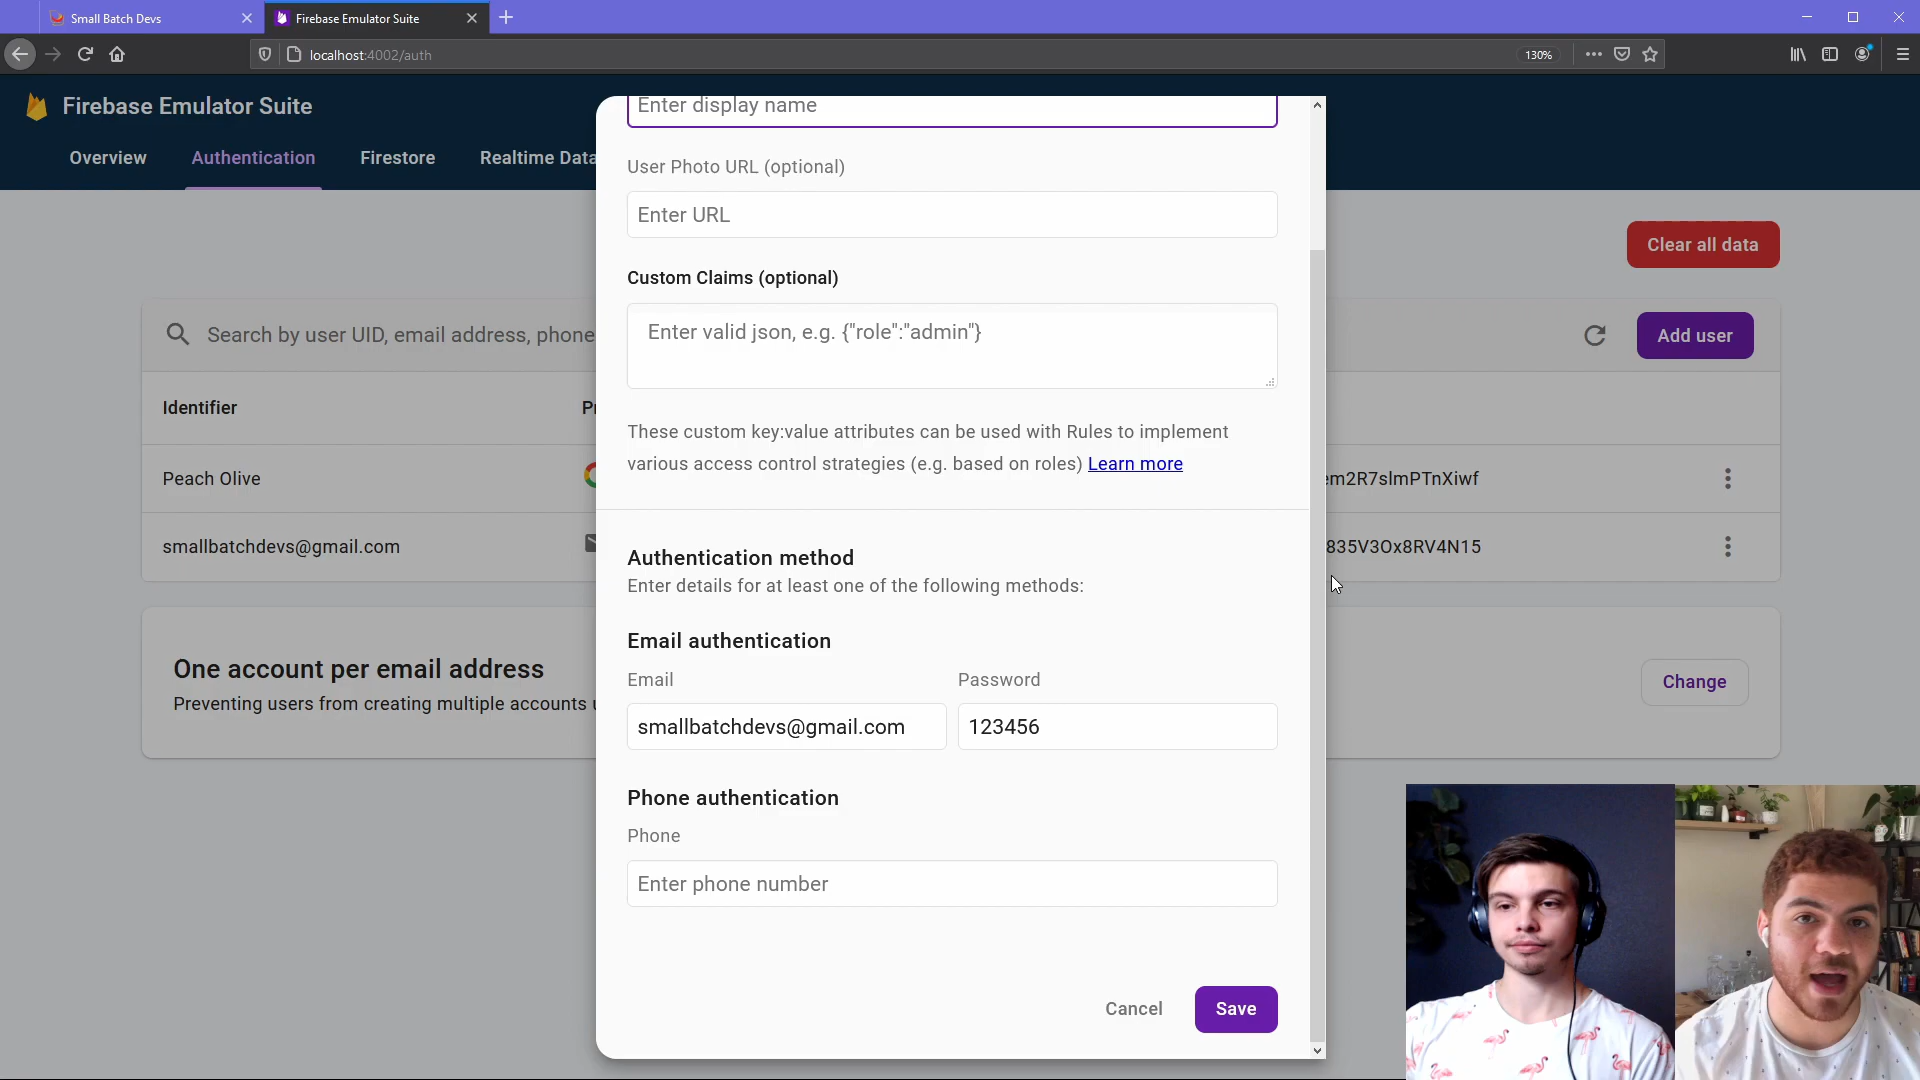 Small Batch Devs
Firebase Emulator Suite
localhost:4002/auth
130%
Firebase Emulator Suite
Overview
Authentication
Firestore
Realtime Data
Enter display name
User Photo URL (optional)
Enter URL
Clear all data
Custom Claims (optional)
Enter valid json, e.g. {"role":"admin"}
Search by user UID, email address, phone
Add user
Identifier
These custom key:value attributes can be used with Rules to implement
various access control strategies (e.g. based on roles) Learn more
Peach Olive
em2R7slmPTnXiwf
smallbatchdevs@gmail.com
835V3Ox8RV4N15
Authentication method
Enter details for at least one of the following methods:
Email authentication
Email
Password
smallbatchdevs@gmail.com
123456
One account per email address
Preventing users from creating multiple accounts
Change
Phone authentication
Phone
Enter phone number
Cancel
Save